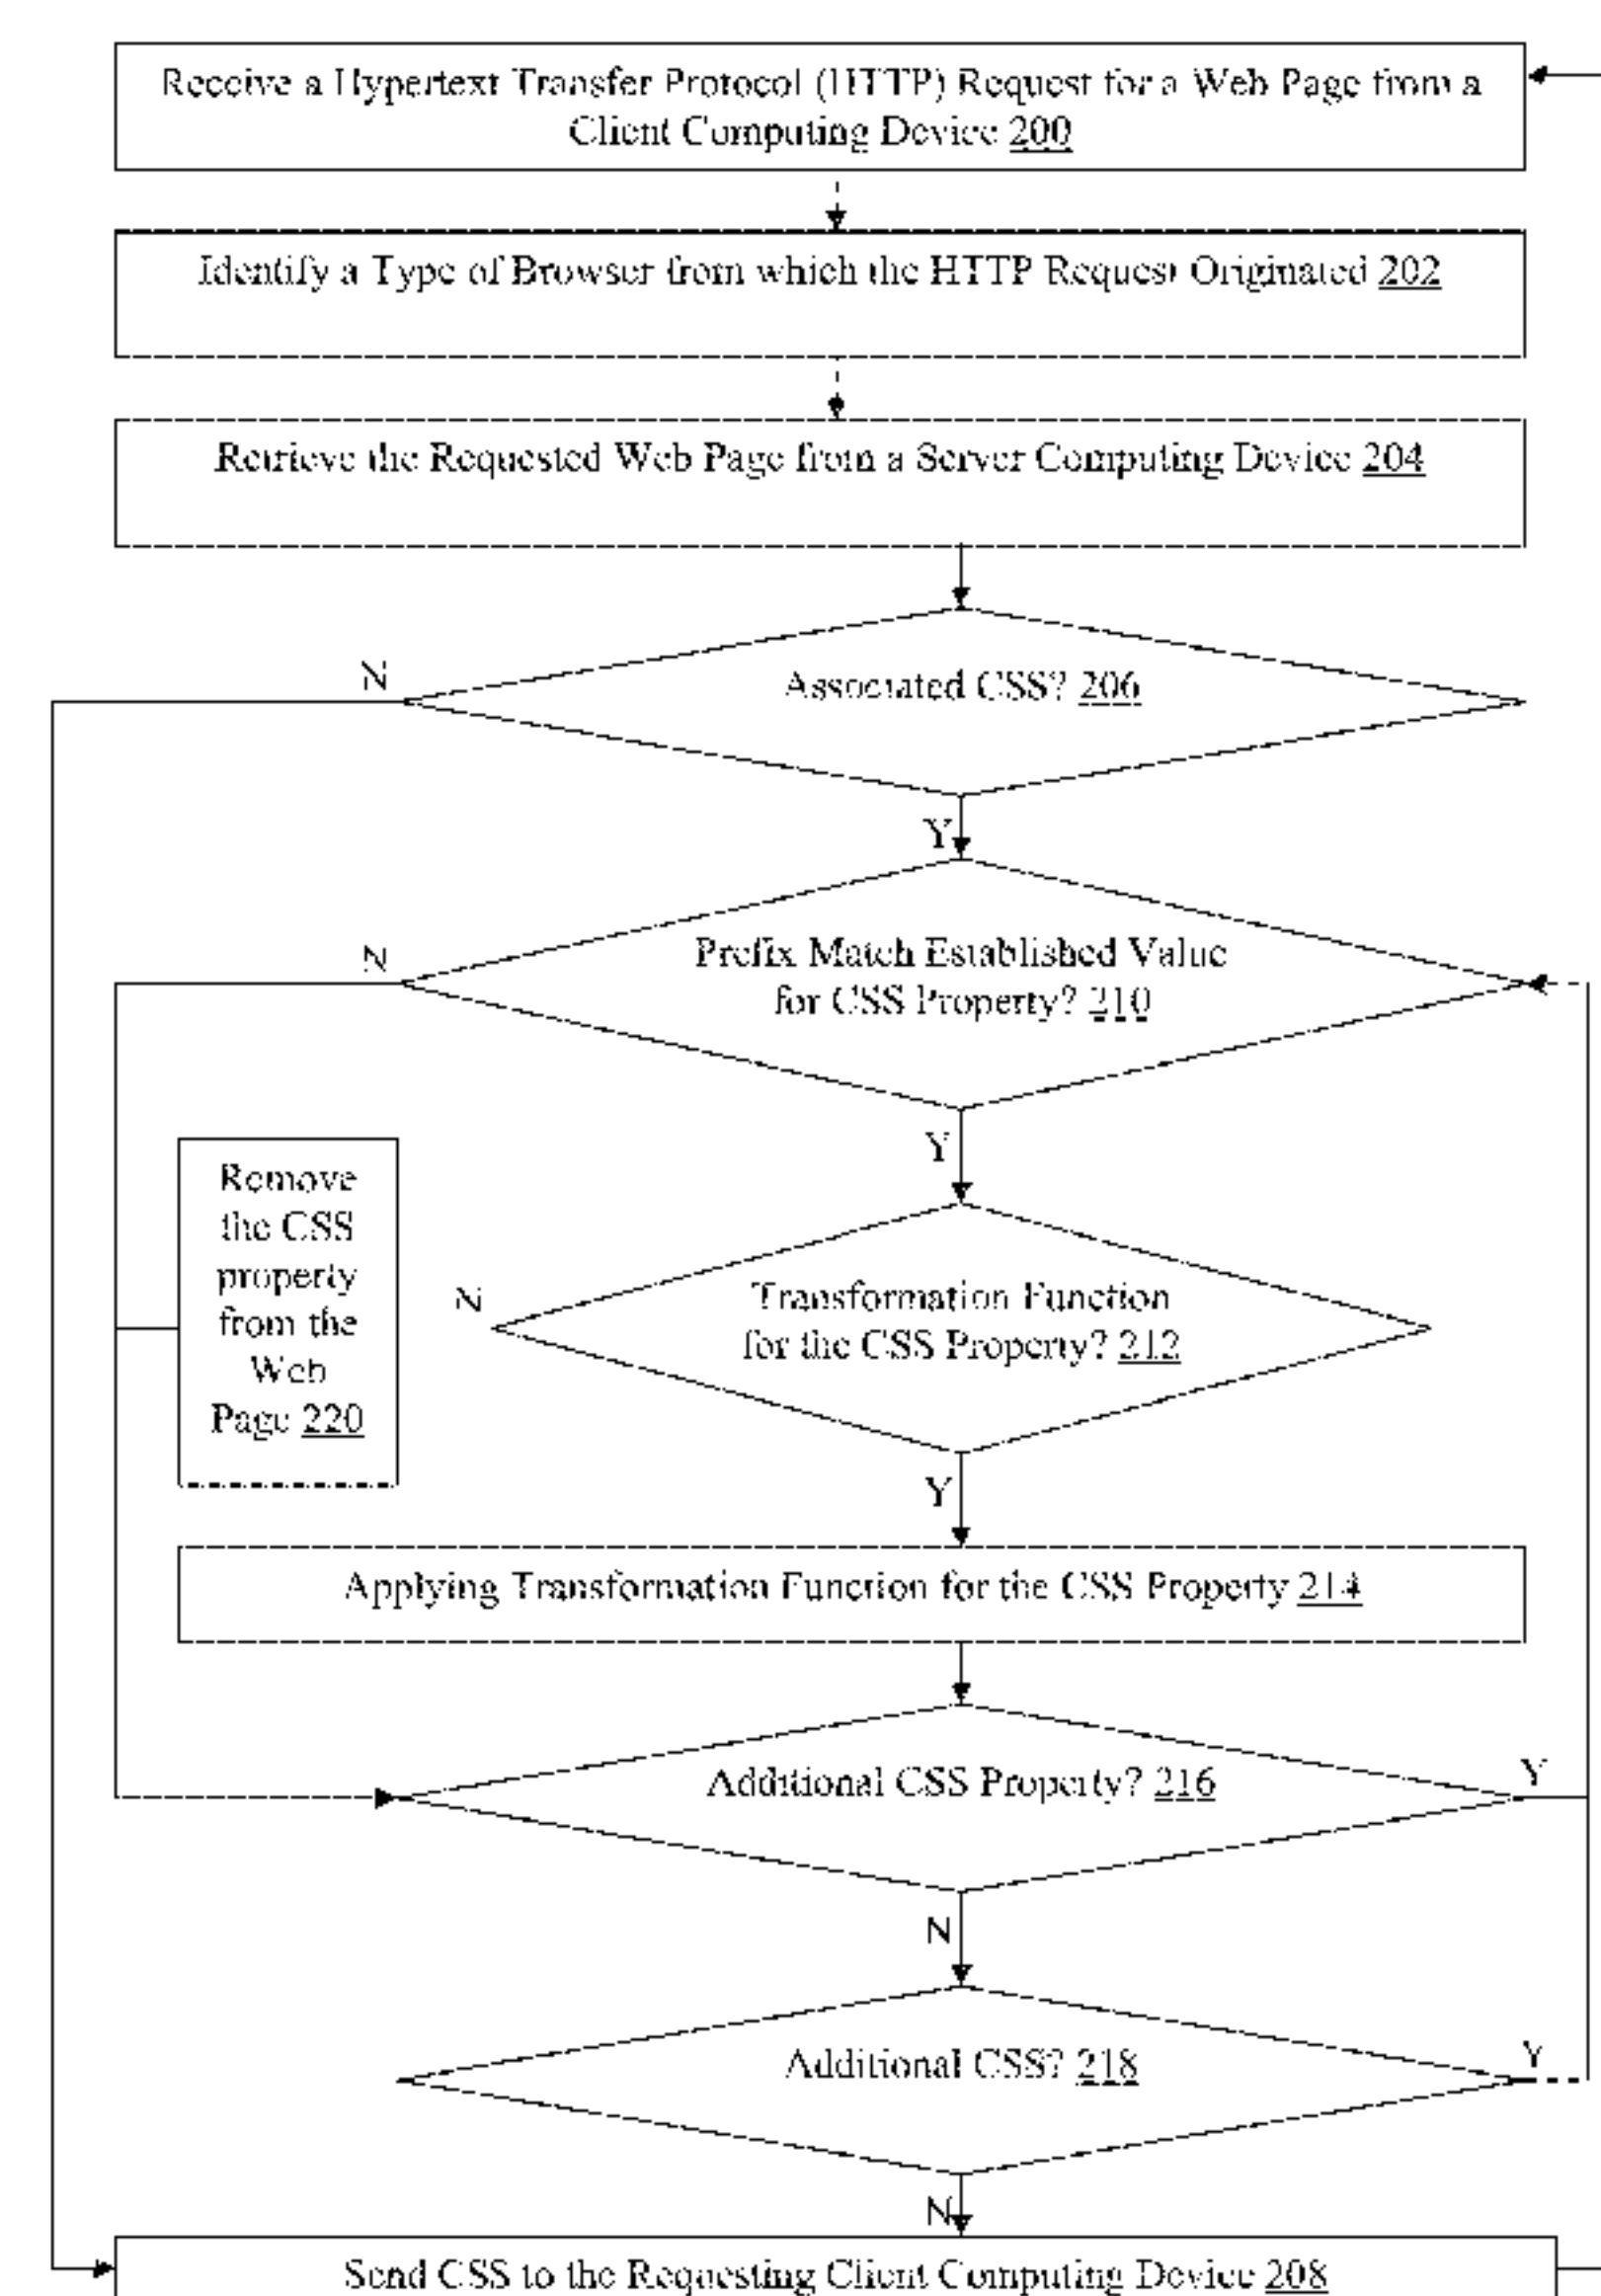 Receive a Hypertext Transfer Protocol (HTTP) Request for a Web Page from a
Client Computing Device 200
Identify a Type of Browser from which the HTTP Request Originated 202
Retrieve the Requested Web Page from a Server Computing Device 204
N
Associated CSS? 206
Y
N
Prefix Match Established Value
for CSS Property? 210
Y
Remove
the CSS
property
from the
Web
Page 220
N
Transformation Function
for the CSS Property? 212
Y
Applying Transformation Function for the CSS Property 214
Additional CSS Property? 216
Y
N
Additional CSS? 218
Y
N
Send CSS to the Requesting Client Computing Device 208